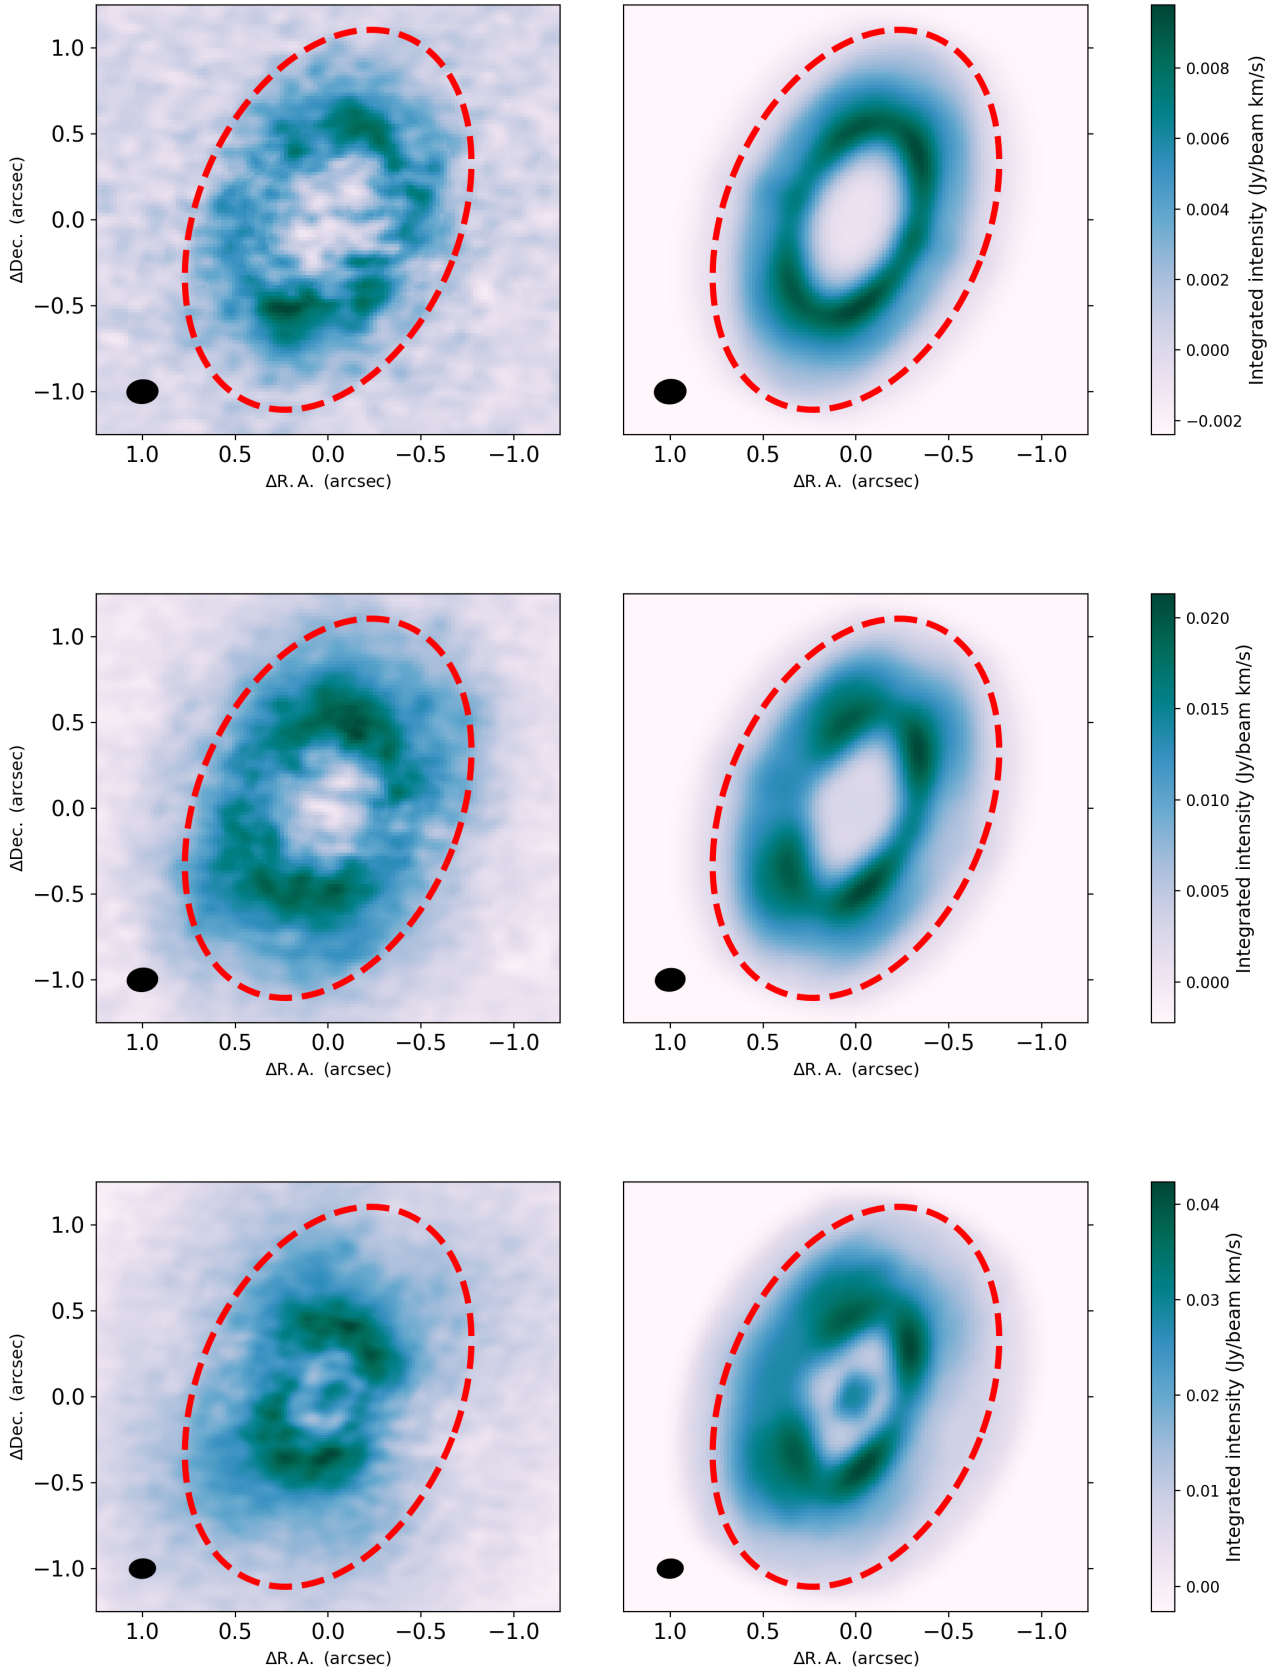 1.0
0.5
0.0
−0.5
−1.0
ΔDec. (arcsec)
1.0 0.5 0.0 −0.5 −1.0
ΔR.A. (arcsec)
1.0 0.5 0.0 −0.5 −1.0
ΔR.A. (arcsec)
0.008
0.006
0.004
0.002
0.000
−0.002
Integrated intensity (Jy/beam km/s)
1.0
0.5
0.0
−0.5
−1.0
ΔDec. (arcsec)
1.0 0.5 0.0 −0.5 −1.0
ΔR.A. (arcsec)
1.0 0.5 0.0 −0.5 −1.0
ΔR.A. (arcsec)
0.020
0.015
0.010
0.005
0.000
Integrated intensity (Jy/beam km/s)
1.0
0.5
0.0
−0.5
−1.0
ΔDec. (arcsec)
1.0 0.5 0.0 −0.5 −1.0
ΔR.A. (arcsec)
1.0 0.5 0.0 −0.5 −1.0
ΔR.A. (arcsec)
0.04
0.03
0.02
0.01
0.00
Integrated intensity (Jy/beam km/s)